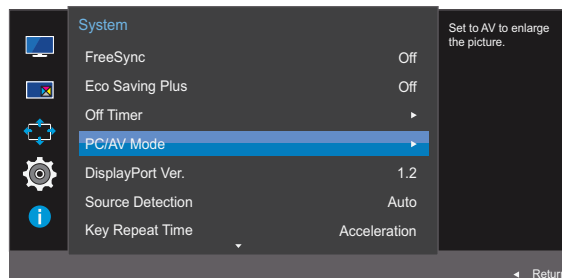 System
FreeSync Off
Eco Saving Plus Off
Off Timer
PC/AV Mode
DisplayPort Ver. 1.2
Source Detection Auto
Key Repeat Time Acceleration
Set to AV to enlarge
the picture.
Return